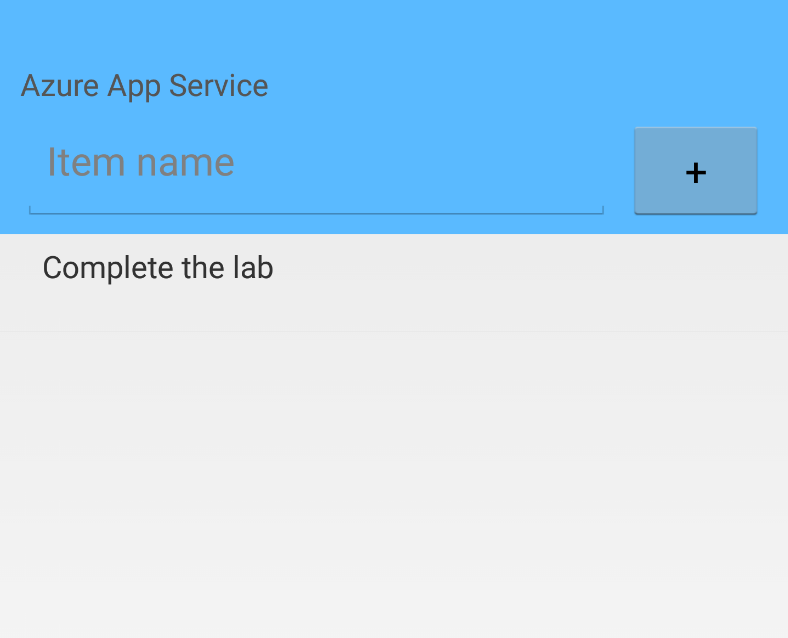 Azure App Service
Item name
+
Complete the lab